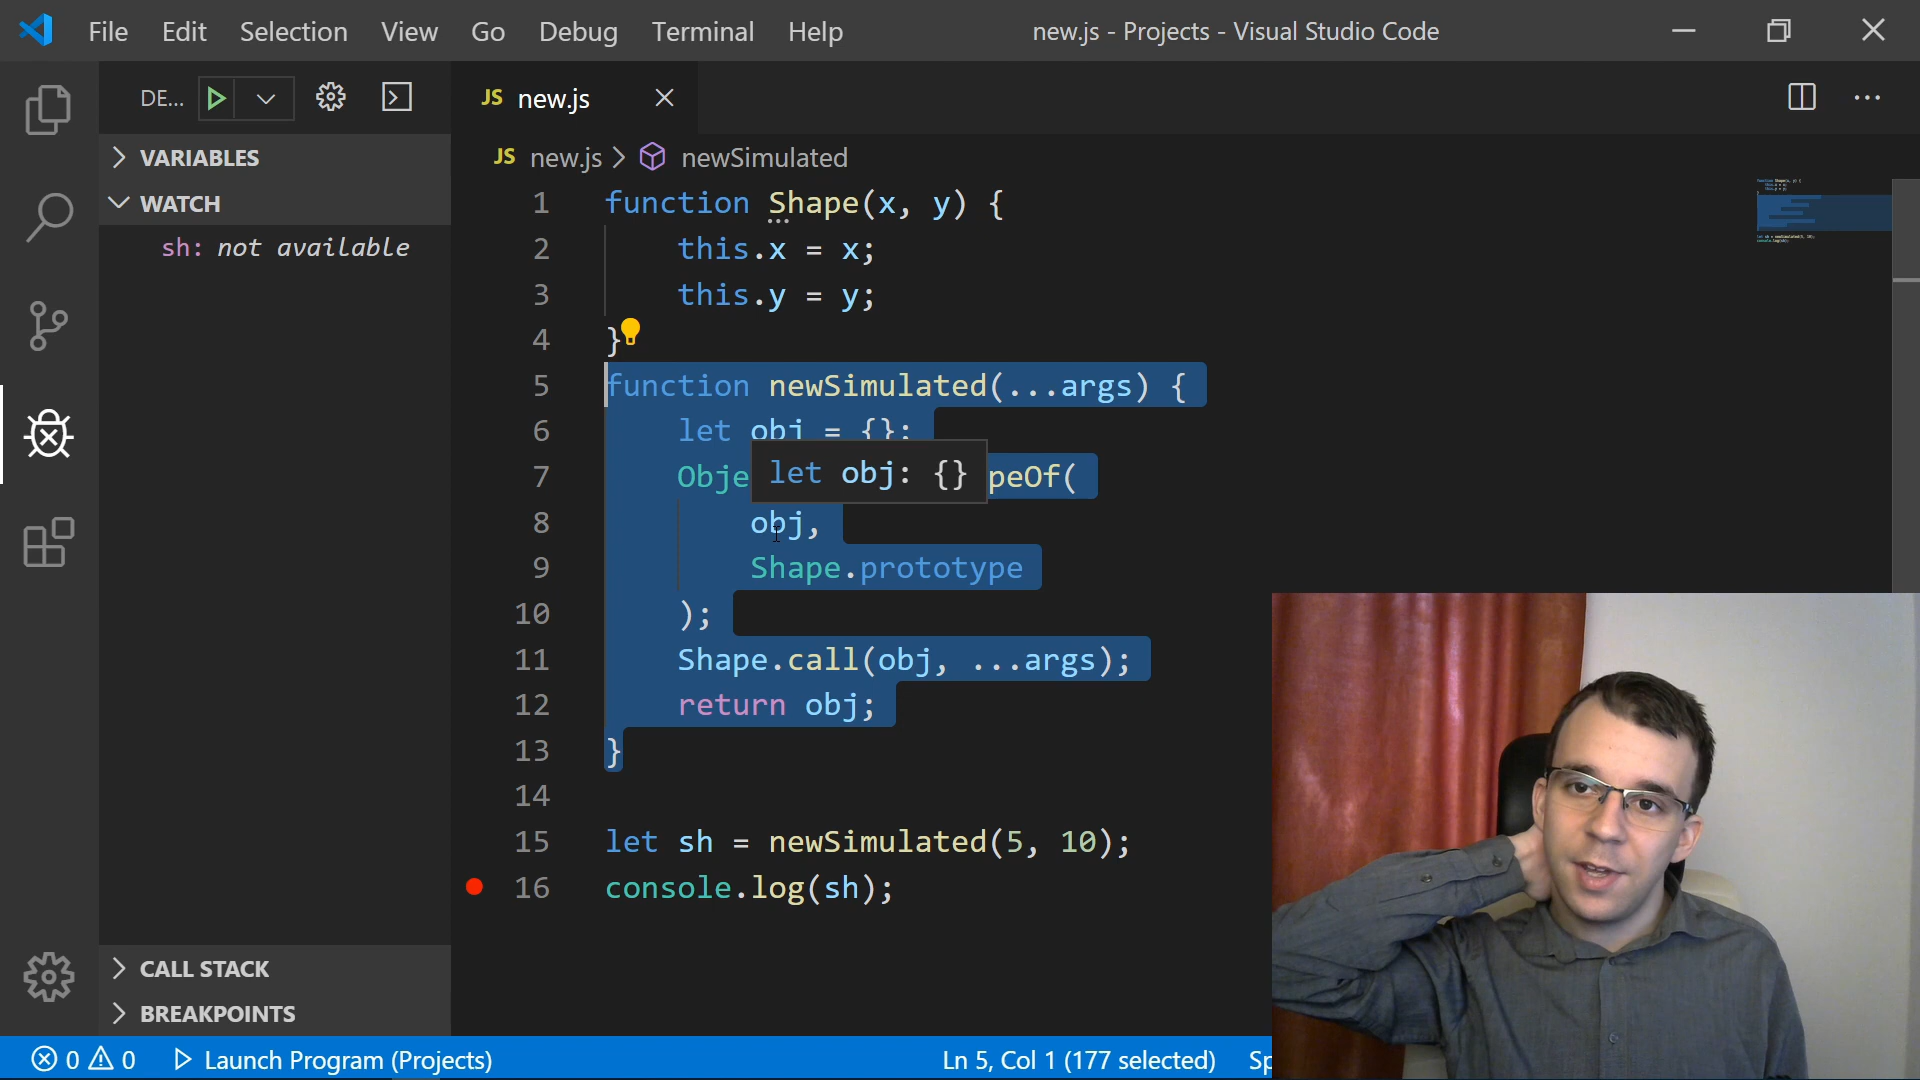 File Edit Selection View Go Debug Terminal Help new.js - Projects - Visual Studio Code
DE...
JS new.js
VARIABLES
WATCH
sh: not available
JS new.js > newSimulated
1 function Shape(x, y) {
2 this.x = x;
3 this.y = y;
4 }
5 function newSimulated(...args) {
6 let obj = {};
let obj: {}
7 Obje peOf(
8 obj,
9 Shape.prototype
10 );
11 Shape.call(obj, ...args);
12 return obj;
13 }
14
15 let sh = newSimulated(5, 10);
16 console.log(sh);
CALL STACK
BREAKPOINTS
0 0 Launch Program (Projects) Ln 5, Col 1 (177 selected) Sp